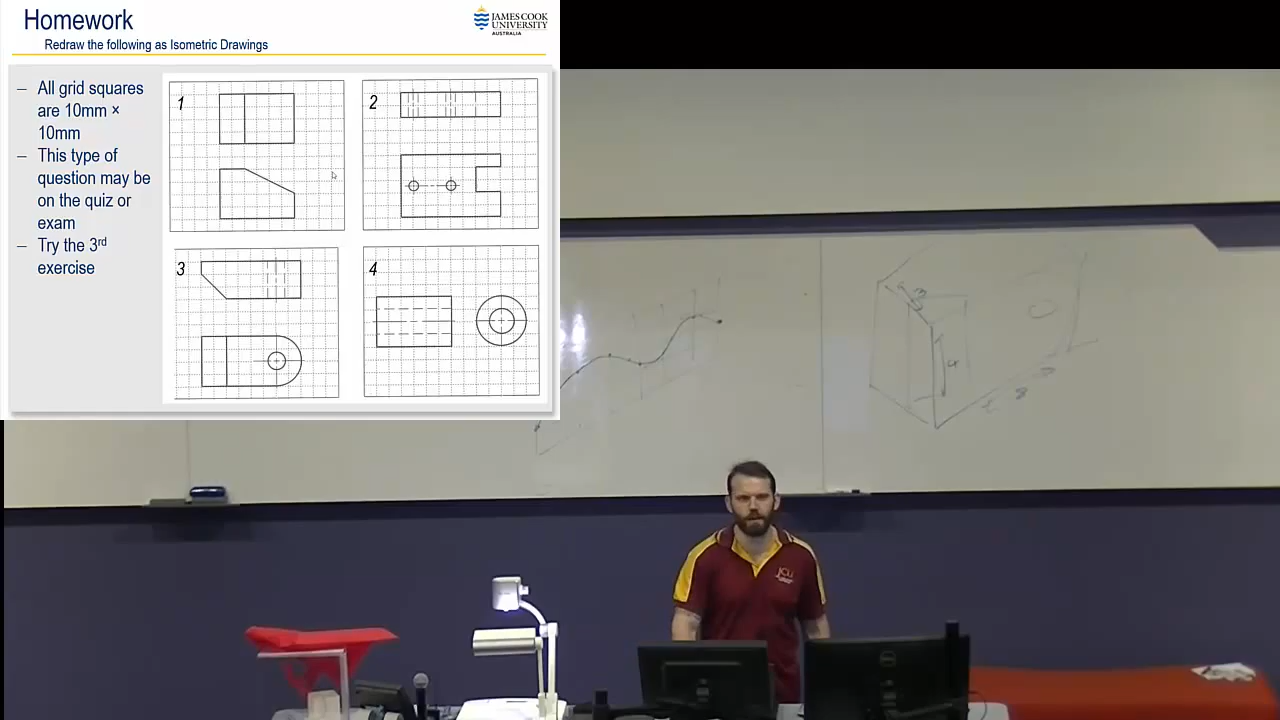 Homework
Redraw the following as Isometric Drawings
JAMES COOK
UNIVERSITY
AUSTRALIA
– All grid squares
are 10mm ×
10mm
– This type of
question may be
on the quiz or
exam
– Try the 3rd
exercise
1
2
3
4
JCU